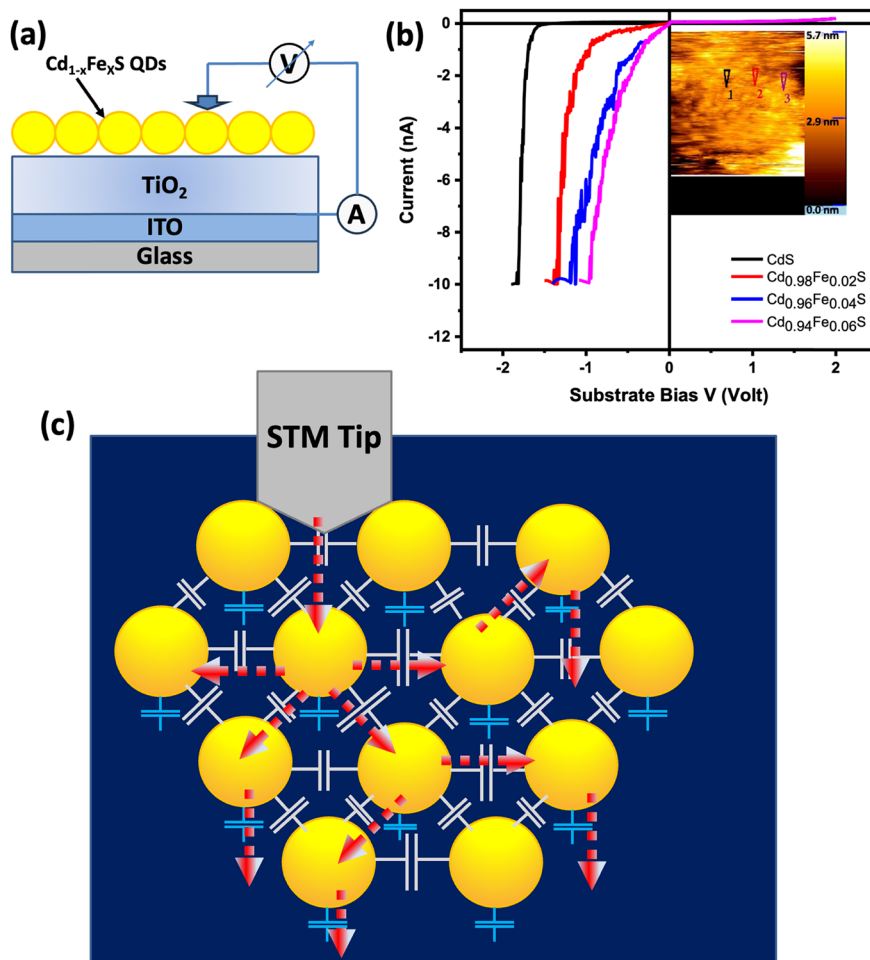 (a)
Cd1-xFexS QDs
V
TiO2
A
ITO
Glass
(b)
Current (nA)
0
-2
-4
-6
-8
-10
-12
-2
-1
0
1
2
Substrate Bias V (Volt)
5.7 nm
2.9 nm
0.0 nm
1
2
3
CdS
Cd0.98Fe0.02S
Cd0.96Fe0.04S
Cd0.94Fe0.06S
(c)
STM Tip